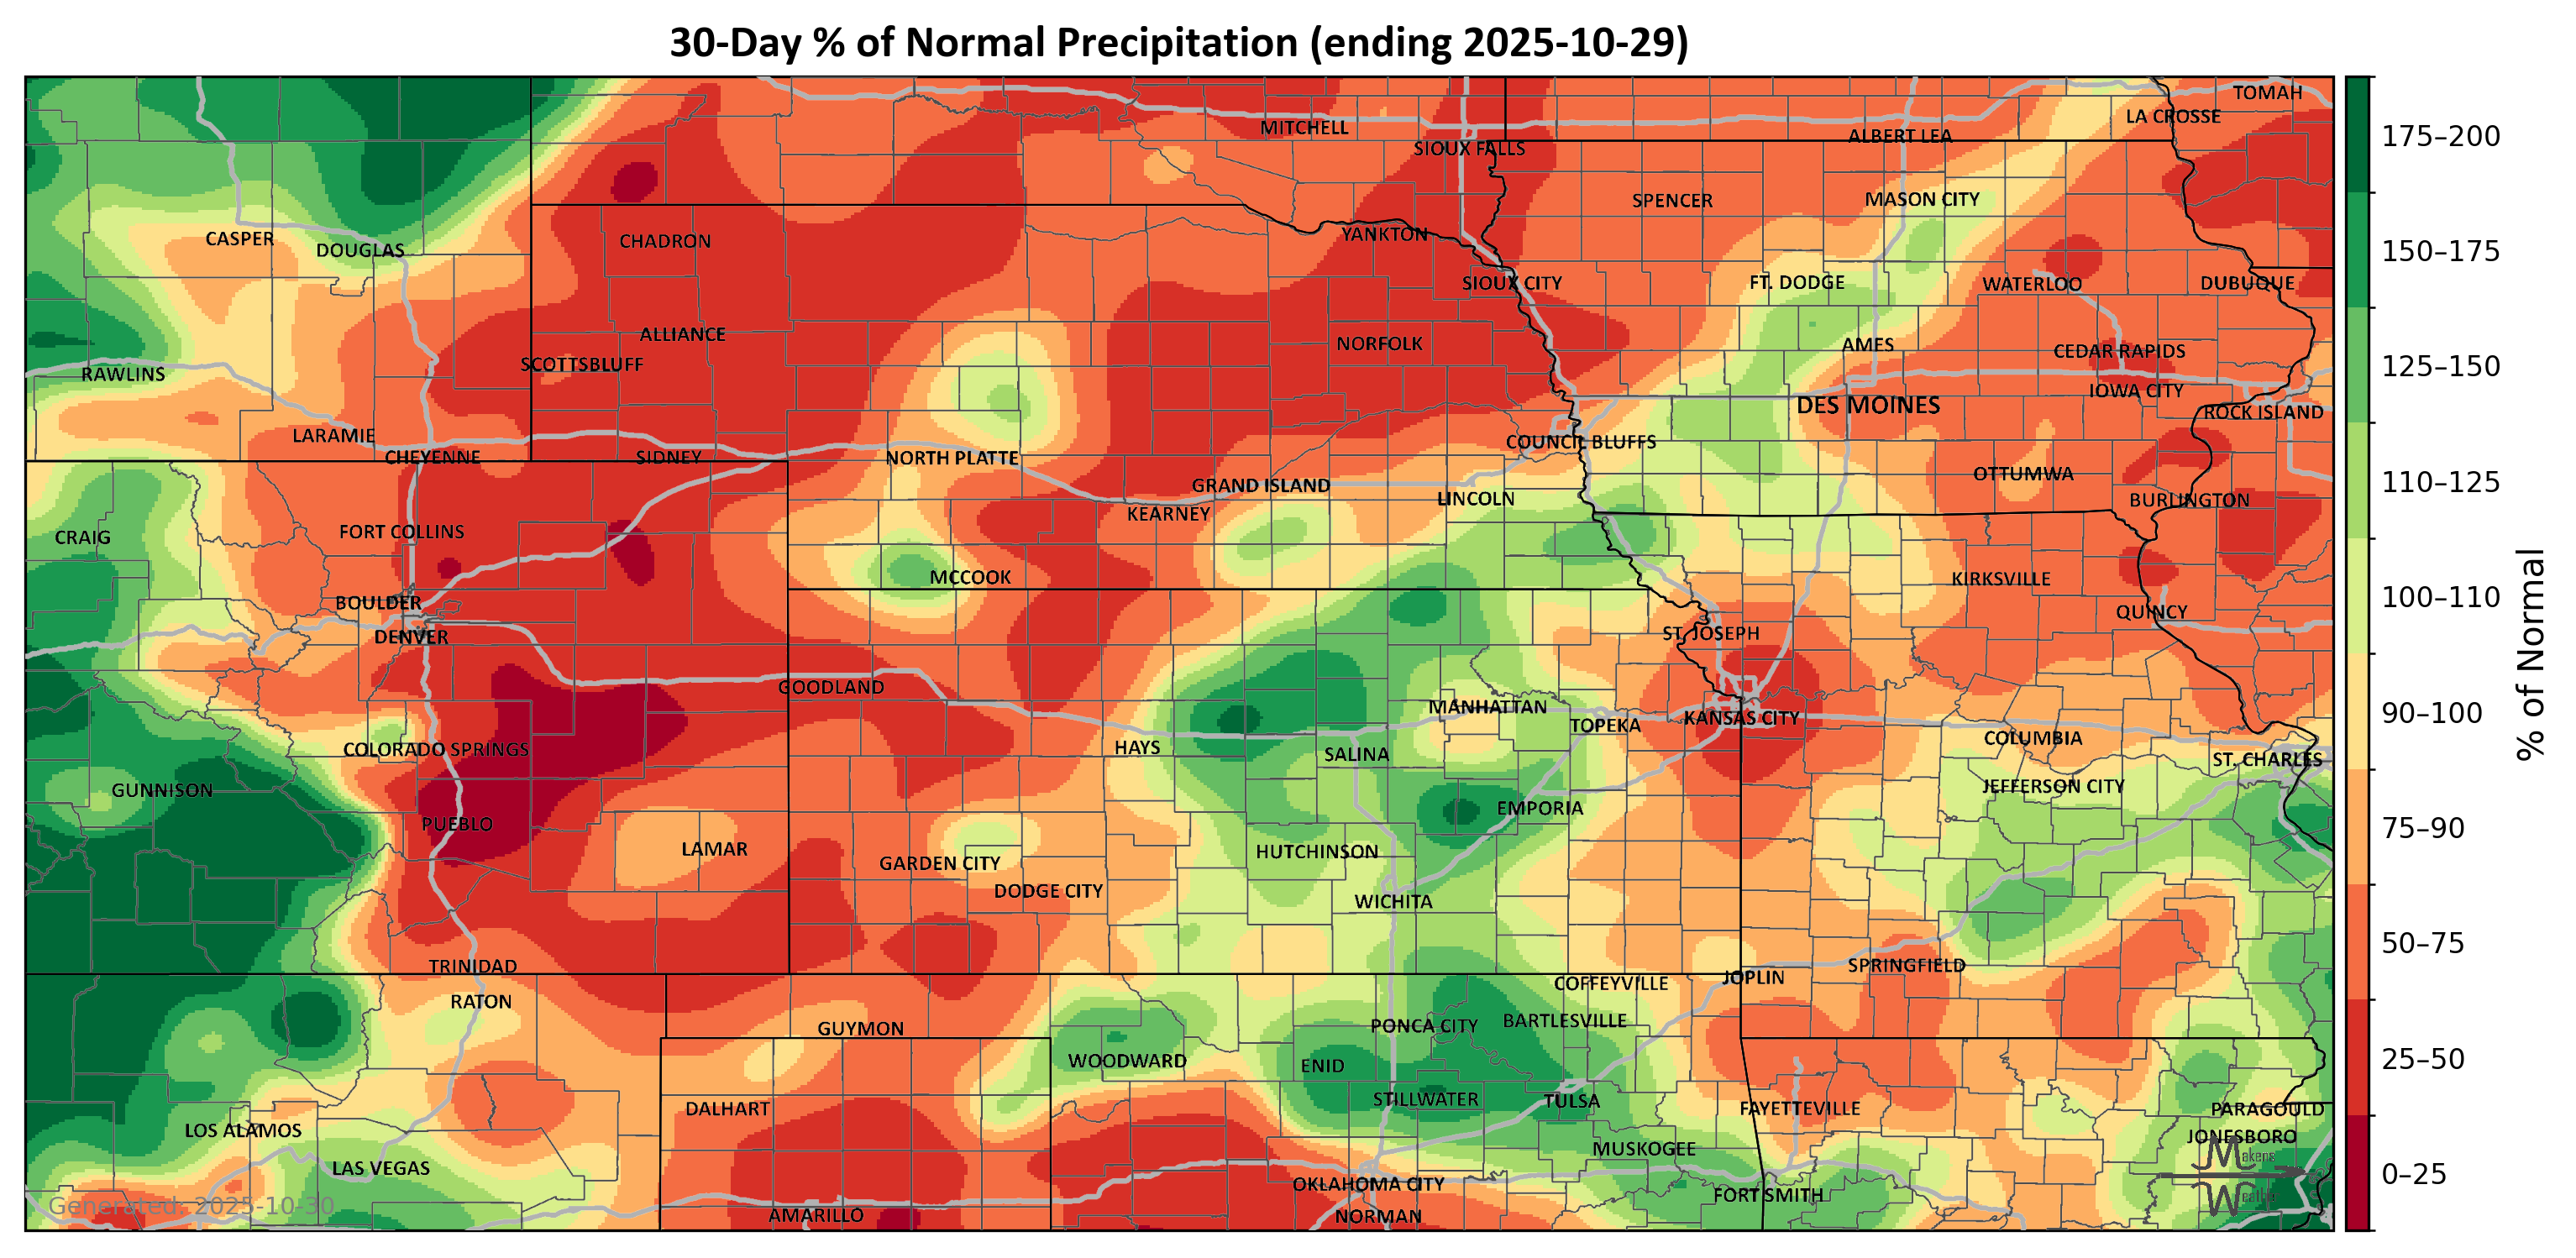 30-Day % of Normal Precipitation (ending 2025-10-29)
TOMAH
LA CROSSE
MITCHELL
ALBERT LEA
SIOUX FALLS
SPENCER
MASON CITY
YANKTON
CASPER
CHADRON
DOUGLAS
SIOUX CITY
FT. DODGE
WATERLOO
DUBUQUE
ALLIANCE
NORFOLK
AMES
CEDAR RAPIDS
SCOTTSBLUFF
RAWLINS
IOWA CITY
DES MOINES
ROCK ISLAND
LARAMIE
COUNCIL BLUFFS
CHEYENNE
SIDNEY
NORTH PLATTE
OTTUMWA
GRAND ISLAND
LINCOLN
BURLINGTON
KEARNEY
FORT COLLINS
CRAIG
MCCOOK
KIRKSVILLE
BOULDER
QUINCY
DENVER
ST. JOSEPH
GOODLAND
MANHATTAN
TOPEKA
KANSAS CITY
COLUMBIA
COLORADO SPRINGS
HAYS
SALINA
ST. CHARLES
GUNNISON
JEFFERSON CITY
EMPORIA
PUEBLO
LAMAR
HUTCHINSON
GARDEN CITY
DODGE CITY
WICHITA
TRINIDAD
SPRINGFIELD
JOPLIN
COFFEYVILLE
RATON
GUYMON
PONCA CITY
BARTLESVILLE
WOODWARD
ENID
STILLWATER
TULSA
DALHART
FAYETTEVILLE
PARAGOULD
LOS ALAMOS
JONESBORO
MUSKOGEE
LAS VEGAS
OKLAHOMA CITY
FORT SMITH
AMARILLO
NORMAN
Makens
Weather
Generated: 2025-10-30
175–200
150–175
125–150
110–125
100–110
90–100
75–90
50–75
25–50
0–25
% of Normal